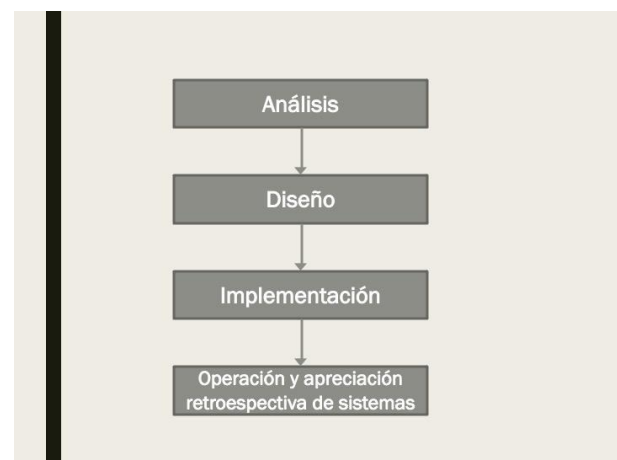 Análisis
Diseño
Implementación
Operación y apreciación
retroespectiva de sistemas